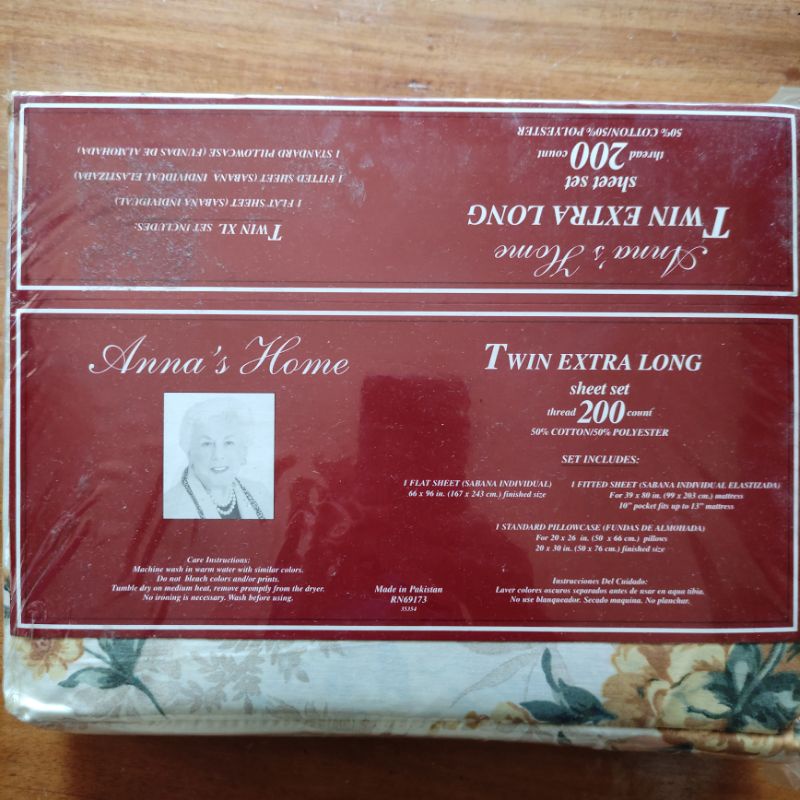 Anna's Home
TWIN EXTRA LONG
sheet set
thread 200 count
50% COTTON/50% POLYESTER
TWIN XL SET INCLUDES:
1 FLAT SHEET (SABANA INDIVIDUAL)
1 FITTED SHEET (SABANA INDIVIDUAL ELASTIZADA)
1 STANDARD PILLOWCASE (FUNDAS DE ALMOHADA)
Anna's Home
TWIN EXTRA LONG
sheet set
thread 200 count
50% COTTON/50% POLYESTER
SET INCLUDES:
1 FLAT SHEET (SABANA INDIVIDUAL)
66 x 96 in. (167 x 243 cm.) finished size
1 FITTED SHEET (SABANA INDIVIDUAL ELASTIZADA)
For 39 x 80 in. (99 x 203 cm.) mattress
10" pocket fits up to 13" mattress
1 STANDARD PILLOWCASE (FUNDAS DE ALMOHADA)
For 20 x 26 in. (50 x 66 cm.) pillows
20 x 30 in. (50 x 76 cm.) finished size
Care Instructions:
Machine wash in warm water with similar colors.
Do not bleach colors and/or prints.
Tumble dry on medium heat, remove promptly from the dryer.
No ironing is necessary. Wash before using.
Made in Pakistan
RN69173
35354
Instrucciones Del Cuidado:
Laver colores oscuros separados antes de usar en aqua tibia.
No use blanqueador. Secado maquina. No planchar.